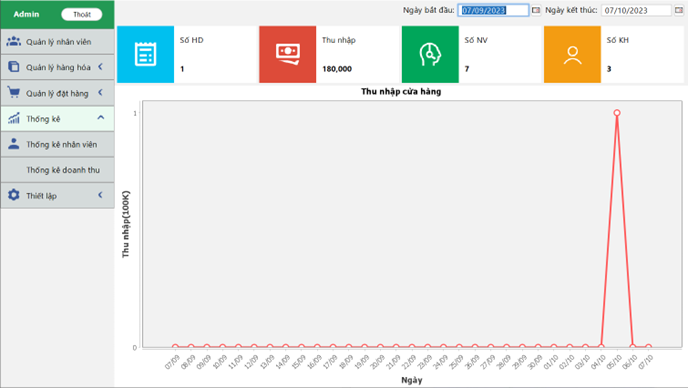 Admin
Thoát
Ngày bắt đầu: 07/09/2023 Ngày kết thúc: 07/10/2023
Quản lý nhân viên
Quản lý hàng hóa
Quản lý đặt hàng
Thống kê
Thống kê nhân viên
Thống kê doanh thu
Thiết lập
Số HD
1
Thu nhập
180,000
Số NV
7
Số KH
3
Thu nhập cửa hàng
Thu nhập(100K)
1
0
07/09 08/09 09/09 10/09 11/09 12/09 13/09 14/09 15/09 16/09 17/09 18/09 19/09 20/09 21/09 22/09 23/09 24/09 25/09 26/09 27/09 28/09 29/09 30/09 01/10 02/10 03/10 04/10 05/10 06/10 07/10
Ngày